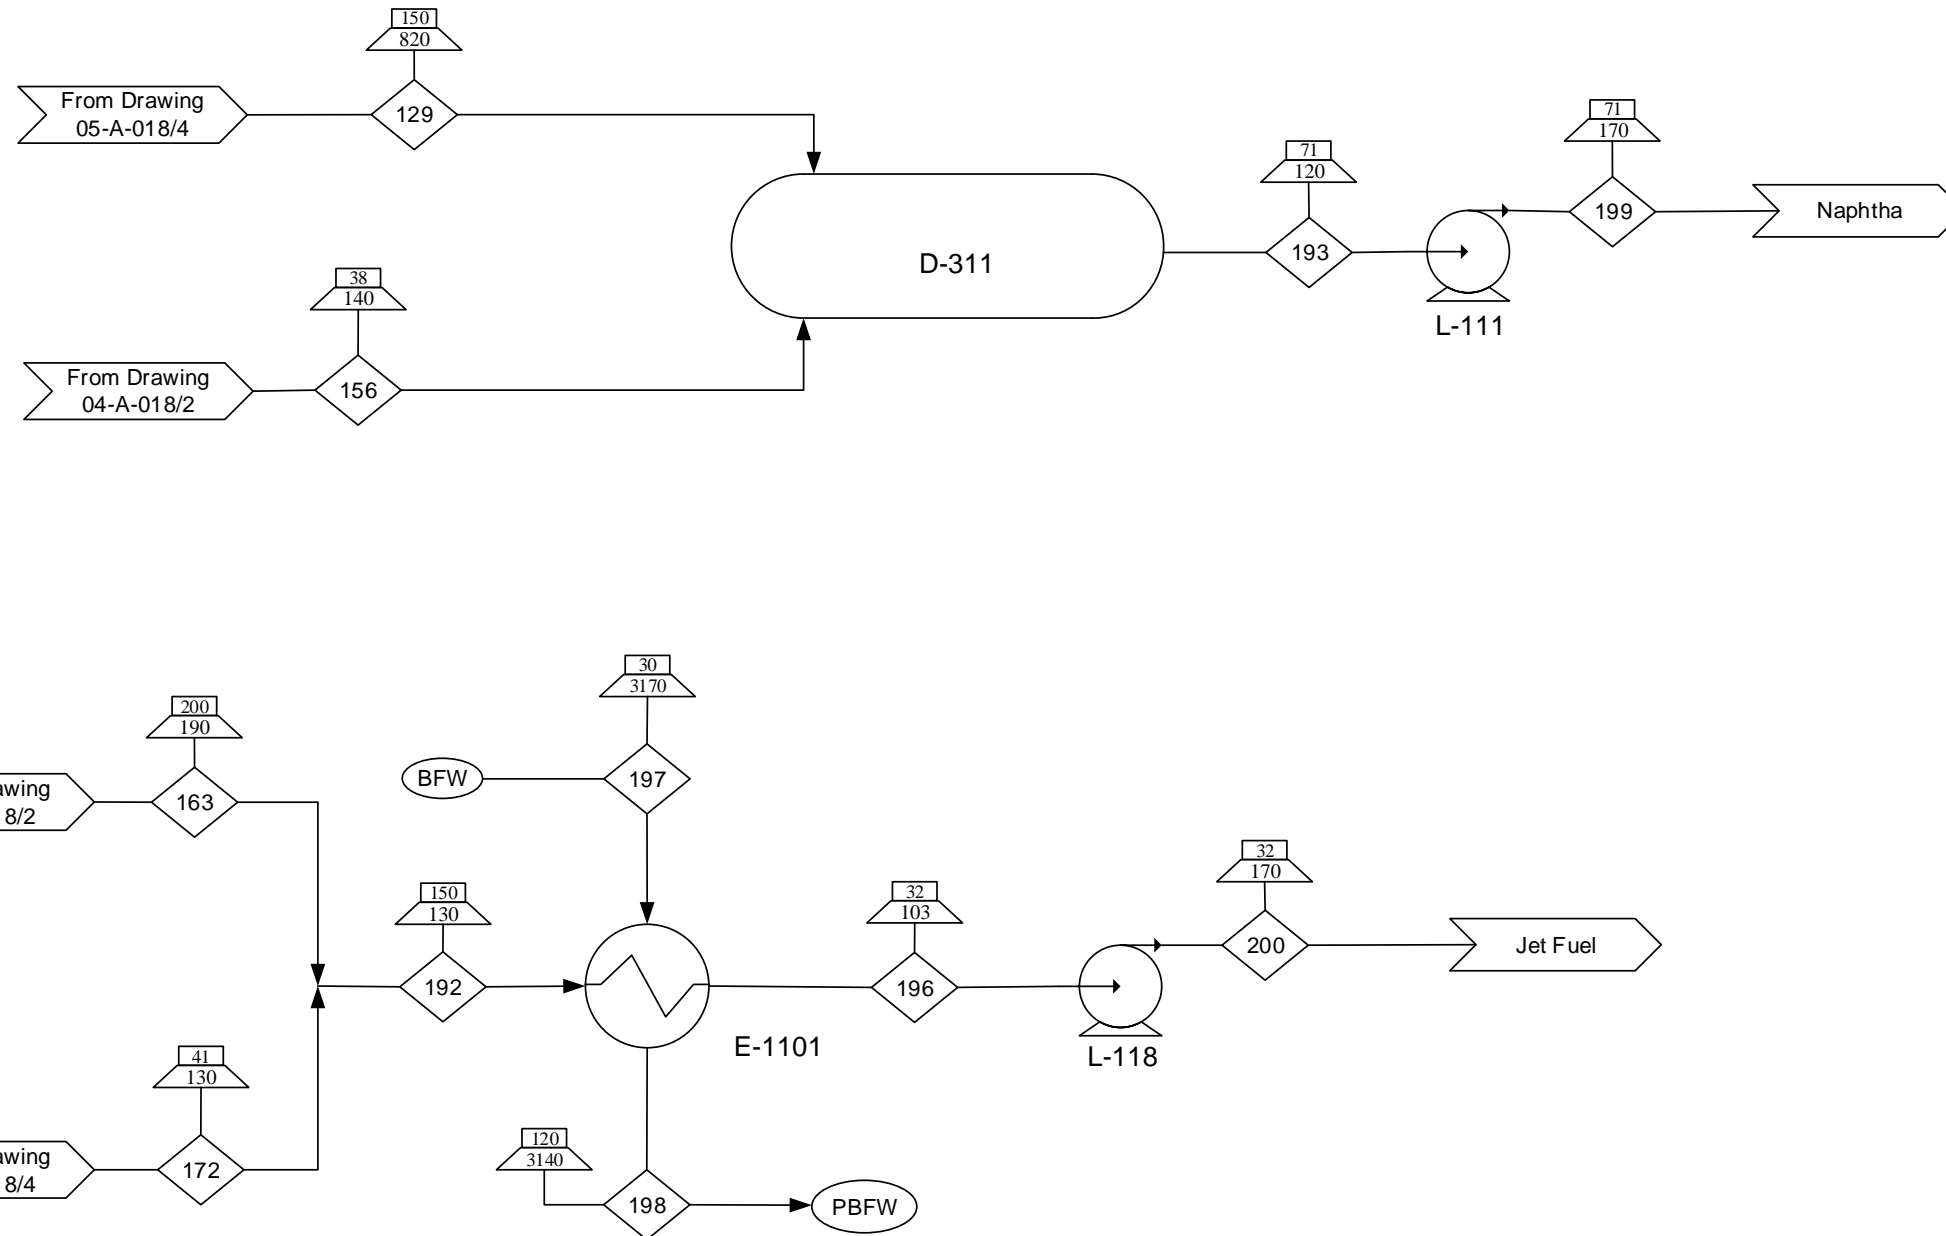 150
820
From Drawing
05-A-018/4
129
71
170
71
120
199
Naphtha
193
D-311
38
140
L-111
From Drawing
04-A-018/2
156
30
3170
200
190
BFW
197
awing
8/2
163
32
170
150
130
32
103
200
Jet Fuel
192
196
E-1101
41
130
L-118
120
3140
awing
8/4
172
198
PBFW